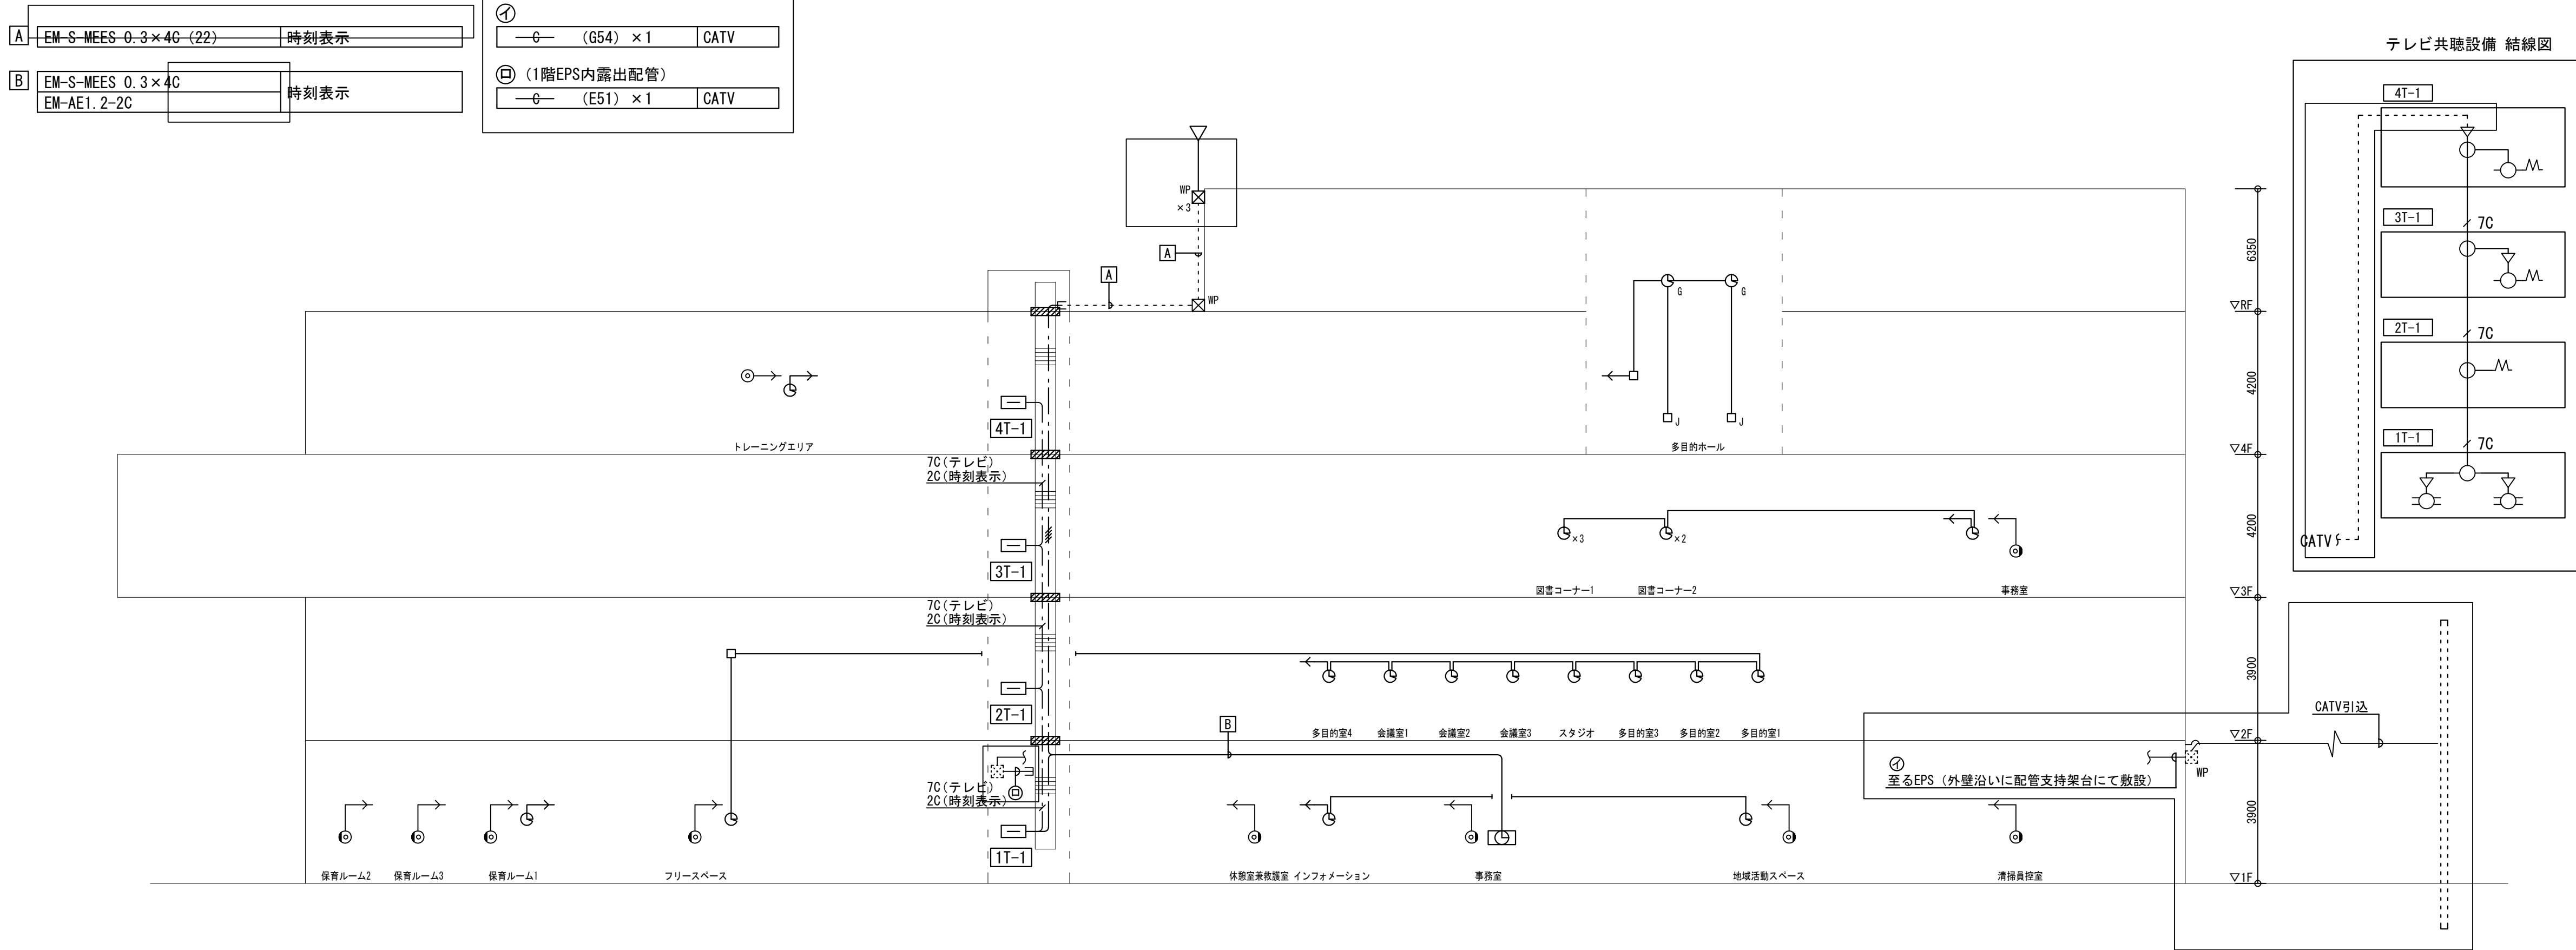 A EM-S-MEES 0.3×4C (22) 時刻表示
B EM-S-MEES 0.3×4C 時刻表示
EM-AE1.2-2C
イ
C (G54) ×1 CATV
ロ (1階EPS内露出配管)
C (E51) ×1 CATV
テレビ共聴設備 結線図
4T-1
3T-1
7C
2T-1
7C
1T-1
7C
CATV
WP
×3
A
A
WP
G G
J J
6350
▽RF
4200
4T-1
トレーニングエリア
多目的ホール
▽4F
7C(テレビ)
2C(時刻表示)
4200
×3
×2
3T-1
図書コーナー1
図書コーナー2
事務室
▽3F
7C(テレビ)
2C(時刻表示)
3900
2T-1
B
多目的室4
会議室1
会議室2
会議室3
スタジオ
多目的室3
多目的室2
多目的室1
CATV引込
▽2F
イ
至るEPS (外壁沿いに配管支持架台にて敷設)
WP
7C(テレビ)
2C(時刻表示)
ロ
3900
1T-1
保育ルーム2
保育ルーム3
保育ルーム1
フリースペース
休憩室兼救護室
インフォメーション
事務室
地域活動スペース
清掃員控室
▽1F